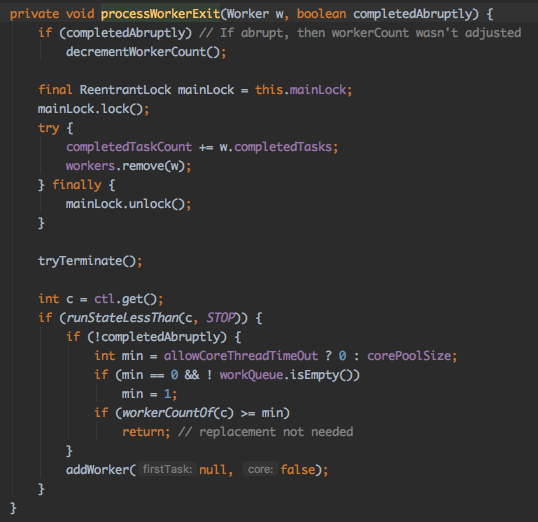 private void processWorkerExit(Worker w, boolean completedAbruptly) {
    if (completedAbruptly) // If abrupt, then workerCount wasn't adjusted
        decrementWorkerCount();

    final ReentrantLock mainLock = this.mainLock;
    mainLock.lock();
    try {
        completedTaskCount += w.completedTasks;
        workers.remove(w);
    } finally {
        mainLock.unlock();
    }

    tryTerminate();

    int c = ctl.get();
    if (runStateLessThan(c, STOP)) {
        if (!completedAbruptly) {
            int min = allowCoreThreadTimeOut ? 0 : corePoolSize;
            if (min == 0 && ! workQueue.isEmpty())
                min = 1;
            if (workerCountOf(c) >= min)
                return; // replacement not needed
        }
        addWorker( firstTask: null, core: false);
    }
}